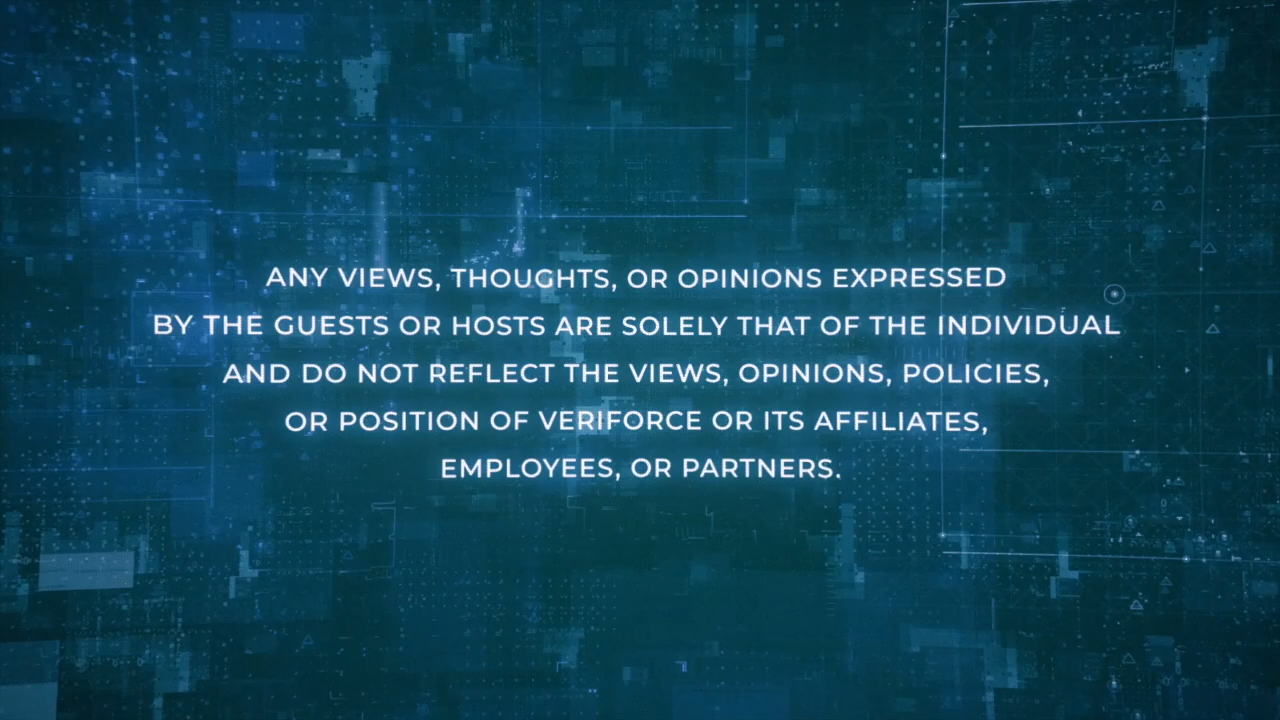 ANY VIEWS, THOUGHTS, OR OPINIONS EXPRESSED
BY THE GUESTS OR HOSTS ARE SOLELY THAT OF THE INDIVIDUAL
AND DO NOT REFLECT THE VIEWS, OPINIONS, POLICIES,
OR POSITION OF VERIFORCE OR ITS AFFILIATES,
EMPLOYEES, OR PARTNERS.